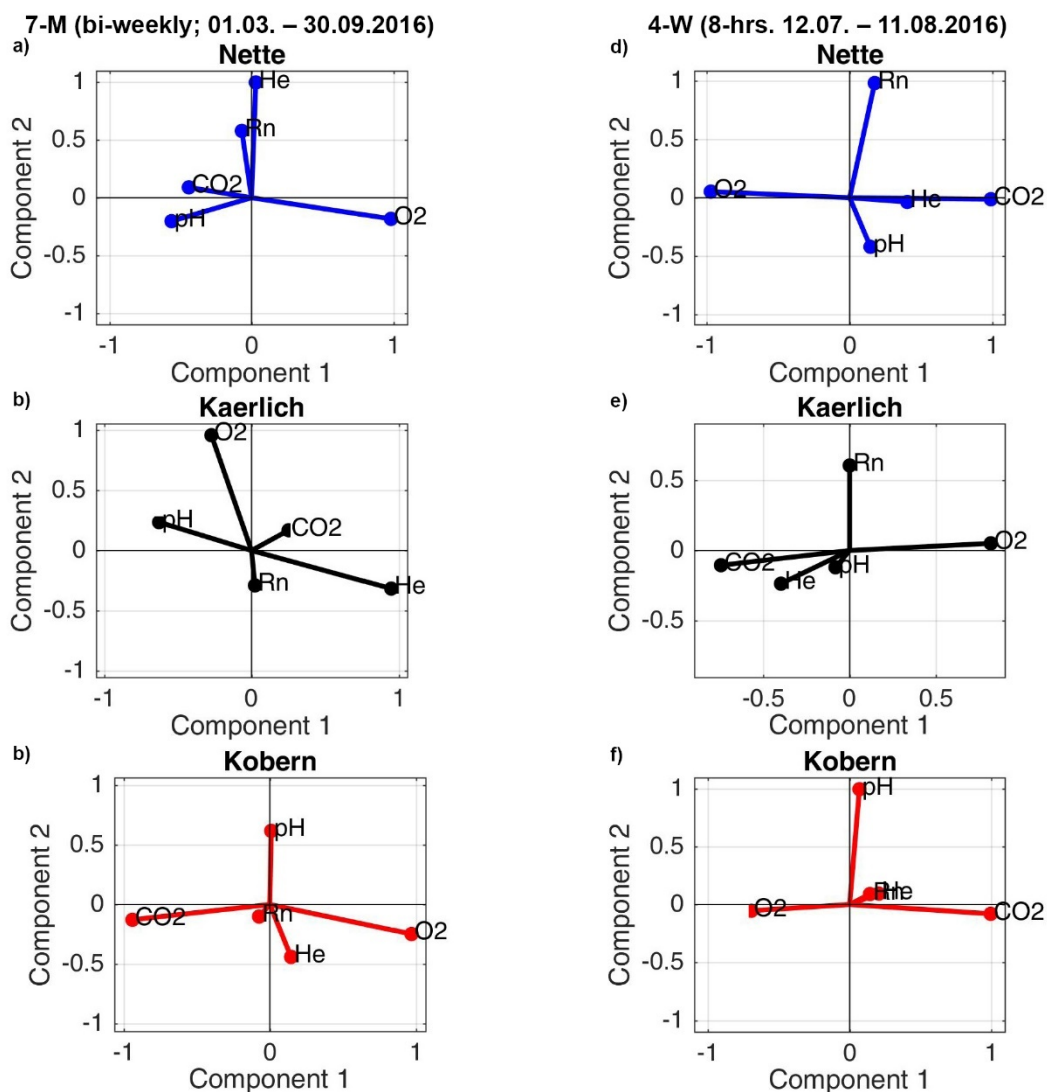 7-M (bi-weekly; 01.03. – 30.09.2016)
4-W (8-hrs. 12.07. – 11.08.2016)
a)
Nette
1
0.5
0
-0.5
-1
Component 2
He
Rn
CO2
pH
O2
-1 0 1
Component 1
d)
Nette
1
0.5
0
-0.5
-1
Component 2
Rn
O2
He
CO2
pH
-1 0 1
Component 1
b)
Kaerlich
1
0.5
0
-0.5
-1
Component 2
O2
pH
CO2
Rn
He
-1 0 1
Component 1
e)
Kaerlich
0.5
0
-0.5
Component 2
Rn
O2
CO2
pH
He
-0.5 0 0.5
Component 1
b)
Kobern
1
0.5
0
-0.5
-1
Component 2
pH
CO2
Rn
O2
He
-1 0 1
Component 1
f)
Kobern
1
0.5
0
-0.5
-1
Component 2
pH
Rn
He
O2
CO2
-1 0 1
Component 1